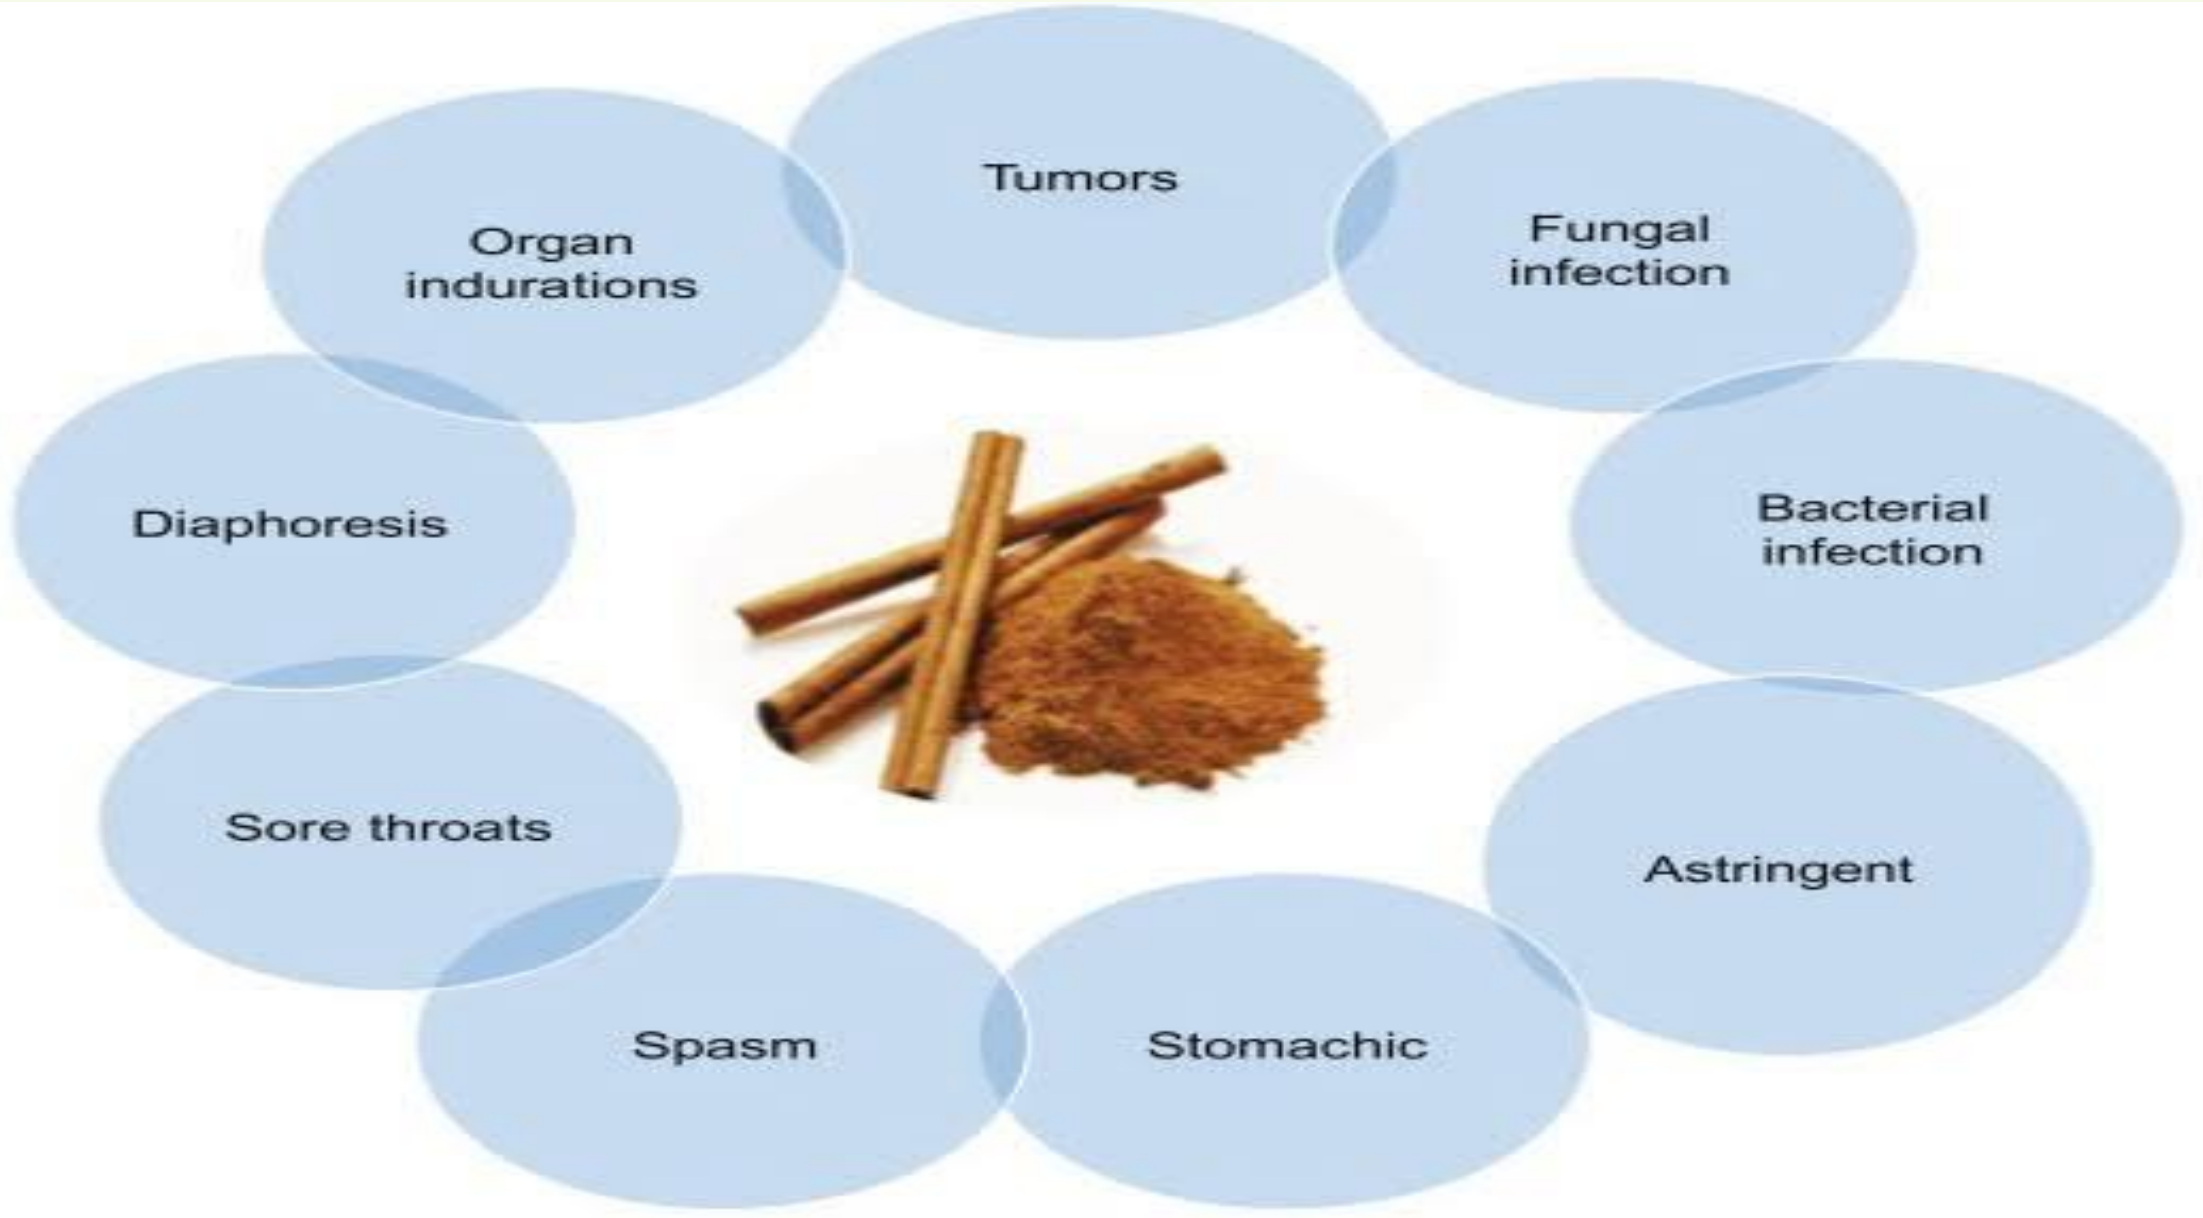 Tumors
Fungal
infection
Bacterial
infection
Astringent
Stomachic
Spasm
Sore throats
Diaphoresis
Organ
indurations